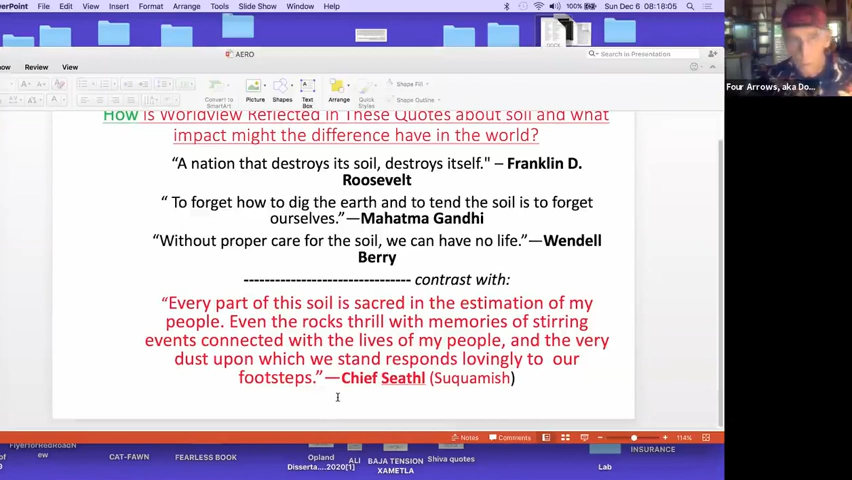 PowerPoint File Edit View Insert Format Arrange Tools Slide Show Window Help 100% Sun Dec 6 08:18:05
AERO
Search in Presentation
Review View
Convert to SmartArt Picture Shapes Text Box Arrange Quick Styles Shape Fill Shape Outline
How is Worldview Reflected in These Quotes about soil and what
impact might the difference have in the world?
“A nation that destroys its soil, destroys itself." – Franklin D.
Roosevelt
“ To forget how to dig the earth and to tend the soil is to forget
ourselves.”—Mahatma Gandhi
“Without proper care for the soil, we can have no life.”—Wendell
Berry
-------------------------------- contrast with:
“Every part of this soil is sacred in the estimation of my
people. Even the rocks thrill with memories of stirring
events connected with the lives of my people, and the very
dust upon which we stand responds lovingly to our
footsteps.”—Chief Seathl (Suquamish)
Notes Comments 114%
FlyerforRedRoadNew CAT-FAWN FEARLESS BOOK Opland Disserta....2020[1] ALI BAJA TENSION XAMETLA Shiva quotes Lab INSURANCE
Four Arrows, aka Do...